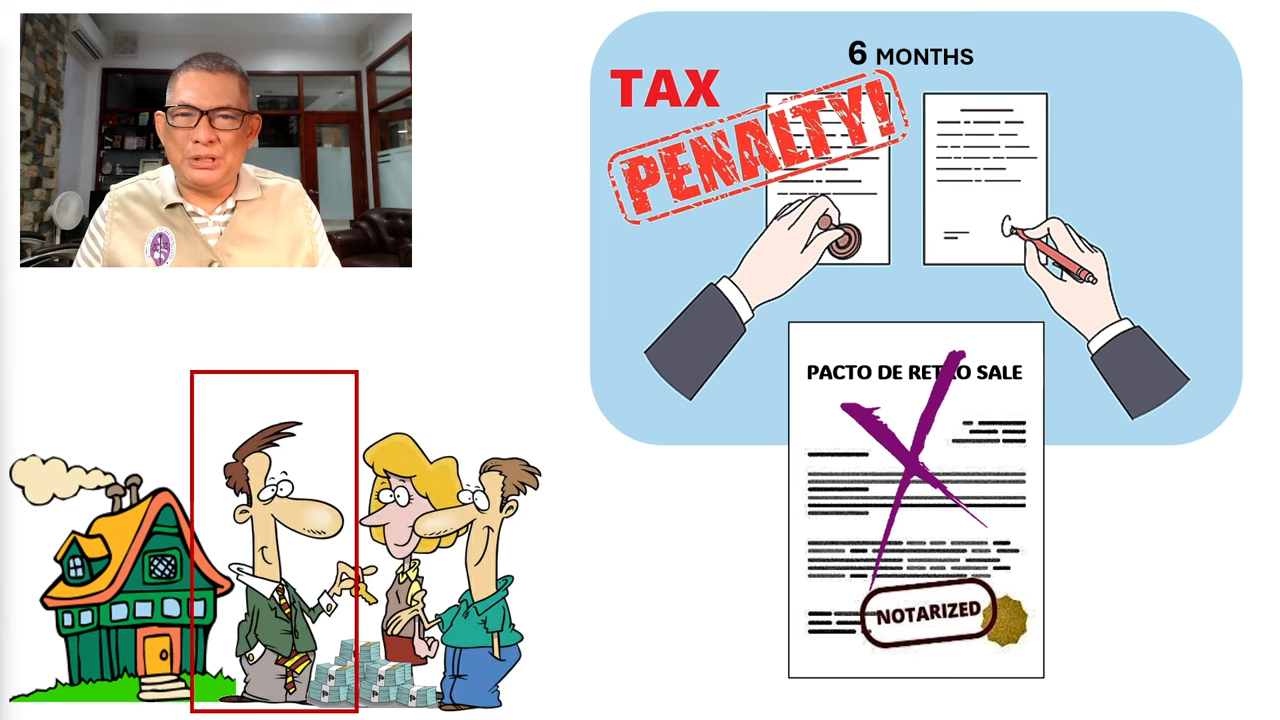 6 MONTHS
TAX
PENALTY!
PACTO DE RETRO SALE
NOTARIZED